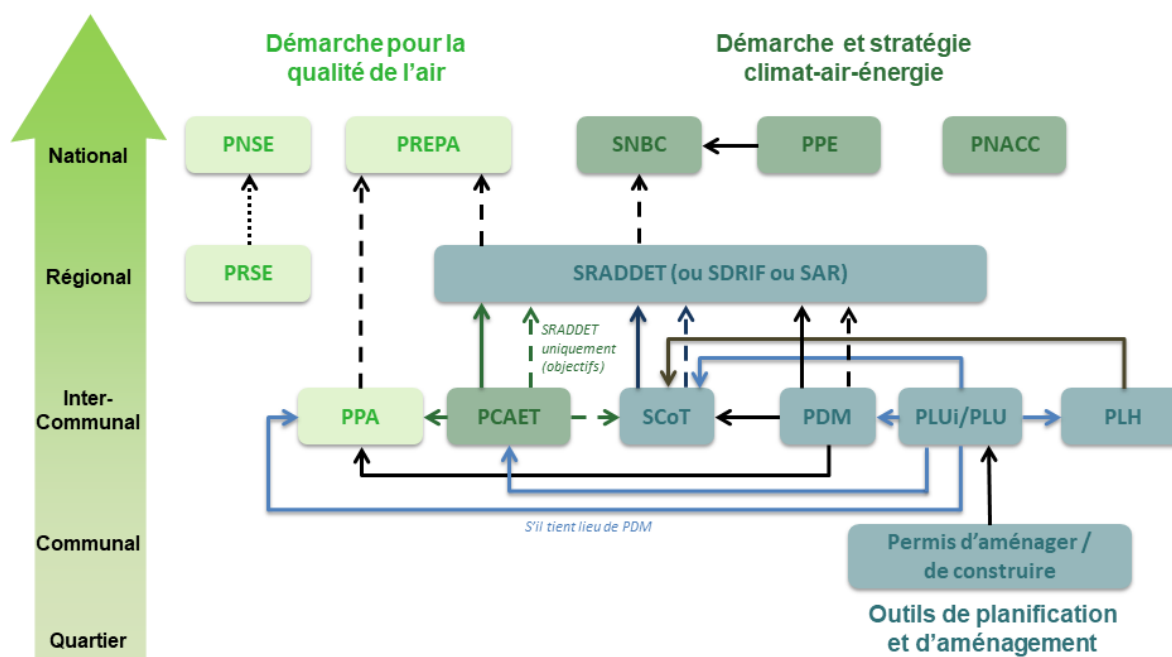 Démarche pour la
qualité de l'air
Démarche et stratégie
climat-air-énergie
National
PNSE
PREPA
SNBC
PPE
PNACC
Régional
PRSE
SRADDET (ou SDRIF ou SAR)
SRADDET
uniquement
(objectifs)
Inter-
Communal
PPA
PCAET
SCoT
PDM
PLUi/PLU
PLH
S'il tient lieu de PDM
Communal
Permis d'aménager /
de construire
Outils de planification
et d'aménagement
Quartier